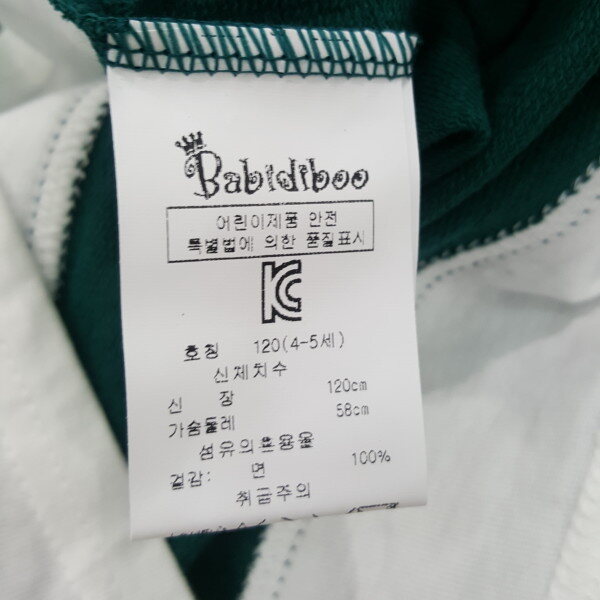 Babidiboo
어린이제품 안전
특별법에 의한 품질표시
KC
호칭 120(4-5세)
신체치수
신 장 120cm
가슴둘레 58cm
섬유의혼용율
겉감: 면 100%
취급주의